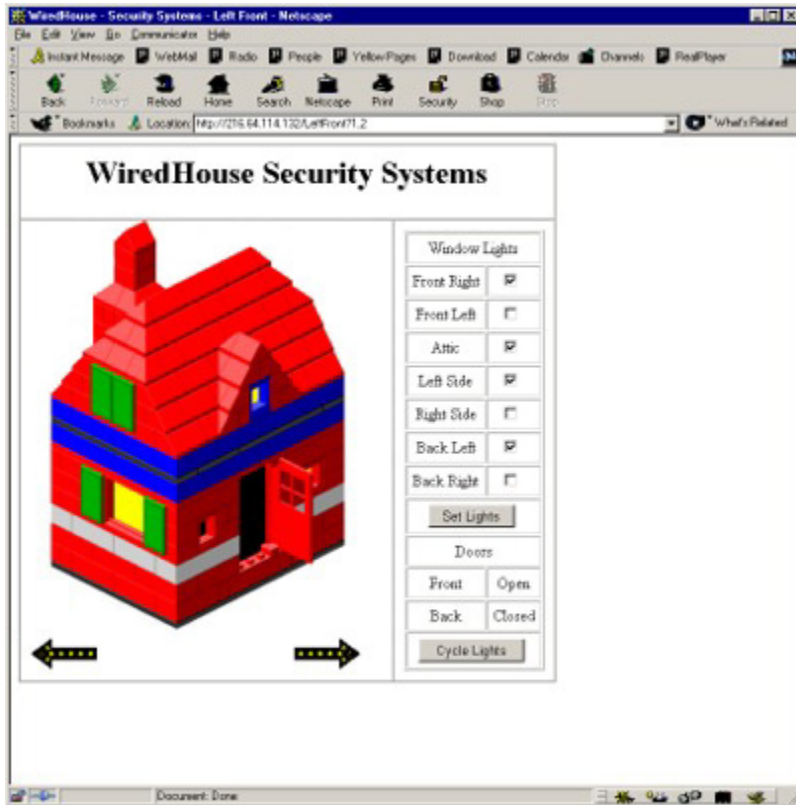 WiredHouse - Security Systems - Left Front - Netscape
File Edit View Go Communicator Help
Instant Message WebMail Radio People Yellow Pages Download Calendar Channels RealPlayer
Back Forward Reload Home Search Netscape Print Security Shop Stop
Bookmarks Location: http://216.64.114.132/LeftFront?1,2 What's Related
WiredHouse Security Systems
Window Lights
Front Right
Front Left
Attic
Left Side
Right Side
Back Left
Back Right
Set Lights
Doors
Front Open
Back Closed
Cycle Lights
Document: Done